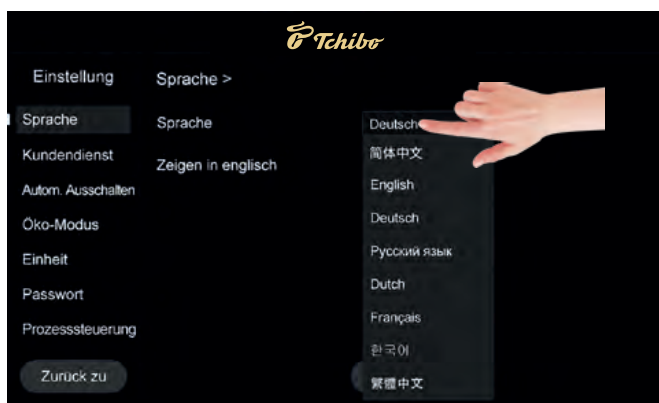 Tchibo
Einstellung
Sprache >
Sprache
Sprache
Deutsch
Kundendienst
Zeigen in englisch
简体中文
Autom. Ausschalten
English
Öko-Modus
Deutsch
Einheit
Русский язык
Passwort
Dutch
Prozesssteuerung
Français
한국어
Zurück zu
繁體中文